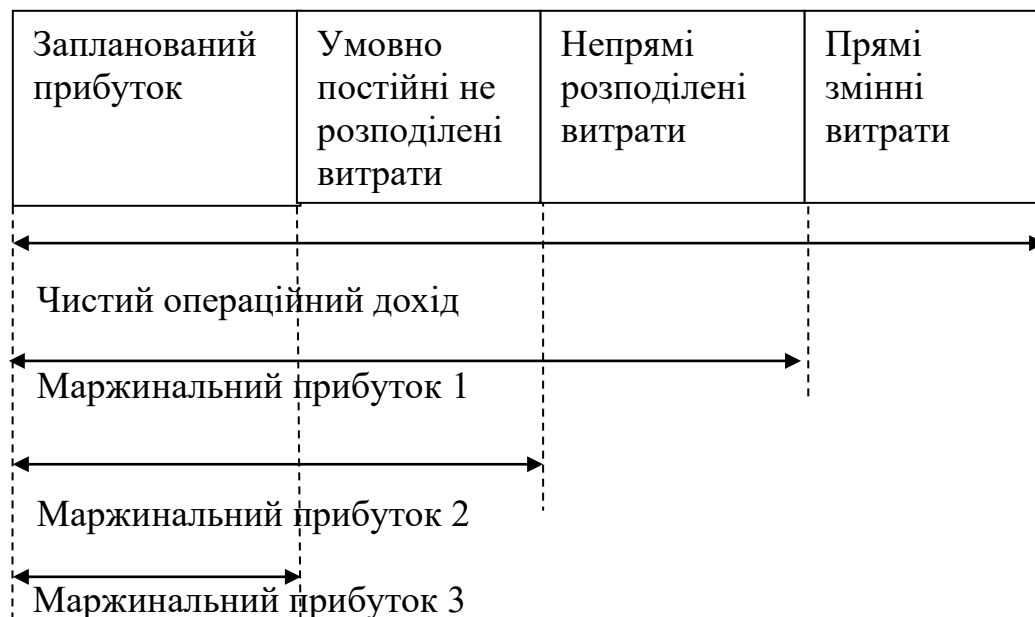 Запланований
прибуток
Умовно
постійні не
розподілені
витрати
Непрямі
розподілені
витрати
Прямі
змінні
витрати
Чистий операційний дохід
Маржинальний прибуток 1
Маржинальний прибуток 2
Маржинальний прибуток 3